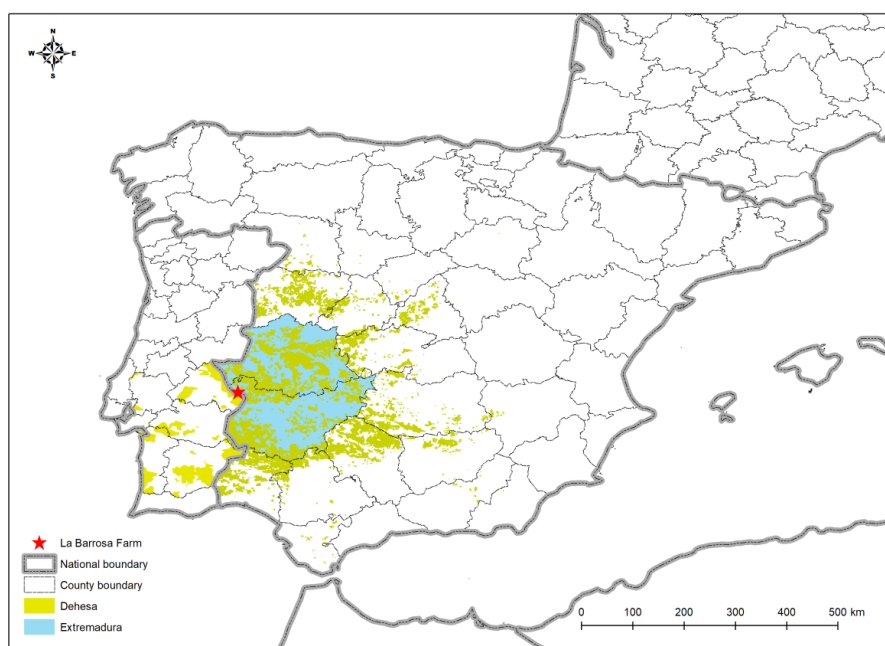 N
W E
S
La Barrosa Farm
National boundary
County boundary
Dehesa
Extremadura
0 100 200 300 400 500 km